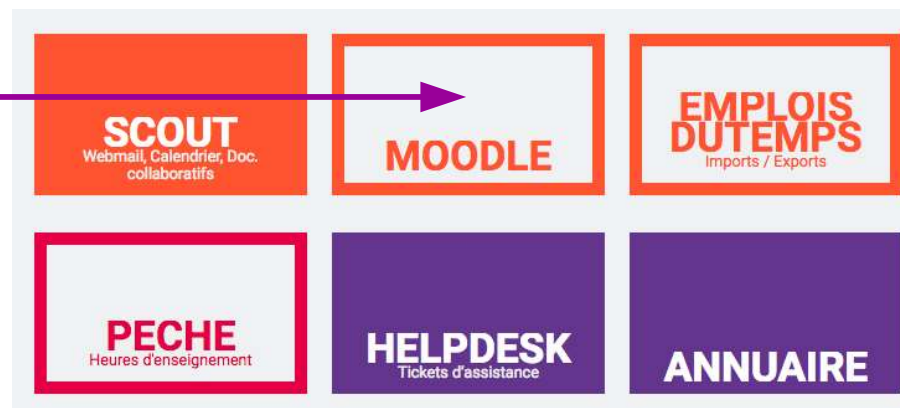 SCOUT
Webmail, Calendrier, Doc.
collaboratifs
MOODLE
EMPLOIS
DUTEMPS
Imports / Exports
PECHE
Heures d'enseignement
HELPDESK
Tickets d'assistance
ANNUAIRE